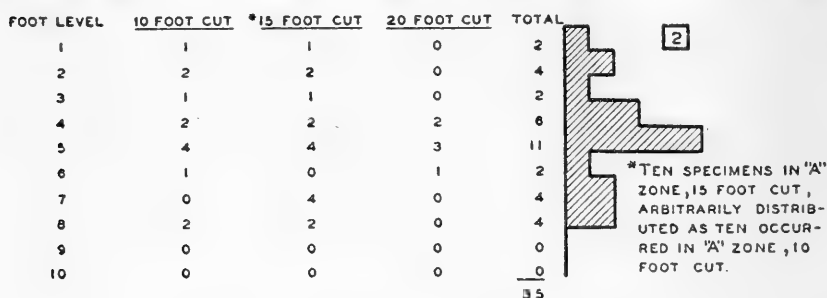 FOOT LEVEL 10 FOOT CUT *15 FOOT CUT 20 FOOT CUT TOTAL
1 1 1 0 2
2 2 2 0 4
3 1 1 0 2
4 2 2 2 6
5 4 4 3 11
6 1 0 1 2
7 0 4 0 4
8 2 2 0 4
9 0 0 0 0
10 0 0 0 0
35
2
*TEN SPECIMENS IN "A"
ZONE, 15 FOOT CUT,
ARBITRARILY DISTRIB-
UTED AS TEN OCCUR-
RED IN "A" ZONE, 10
FOOT CUT.